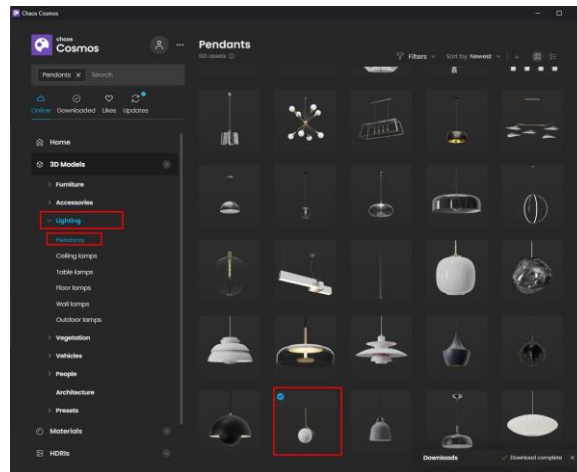 Chaos Cosmos
chaos
Cosmos
Pendants
100 assets
Filters
Sort by: Newest
Pendants × Search
Online Downloaded Likes Updates
Home
3D Models
Furniture
Accessories
Lighting
Pendants
Ceiling lamps
Table lamps
Floor lamps
Wall lamps
Outdoor lamps
Vegetation
Vehicles
People
Architecture
Presets
Materials
HDRIs
Downloads
Download complete